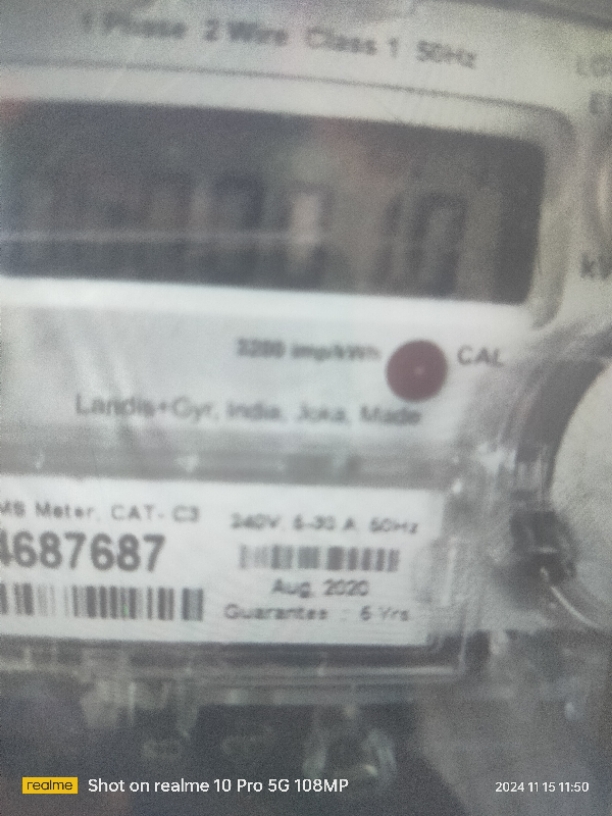 1 Phase 2 Wire Class 1 50Hz
3200 imp/kWh
CAL
Landis+Gyr, India, Joka, Made
MS Meter, CAT- C3
4687687
240V, 5-30 A, 50Hz
Aug, 2020
Guarantee : 5 Yrs
realme
Shot on realme 10 Pro 5G 108MP
2024 11 15 11:50